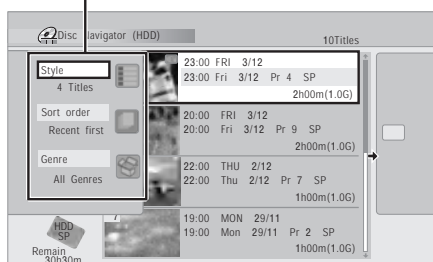 Disc Navigator (HDD)
10Titles
Style
4 Titles
Sort order
Recent first
Genre
All Genres
HDD
SP
Remain
30h30m
23:00 FRI 3/12
23:00 Fri 3/12 Pr 4 SP
2h00m(1.0G)
20:00 FRI 3/12
20:00 Fri 3/12 Pr 9 SP
2h00m(1.0G)
22:00 THU 2/12
22:00 Thu 2/12 Pr 7 SP
1h00m(1.0G)
19:00 MON 29/11
19:00 Mon 29/11 Pr 2 SP
1h00m(1.0G)